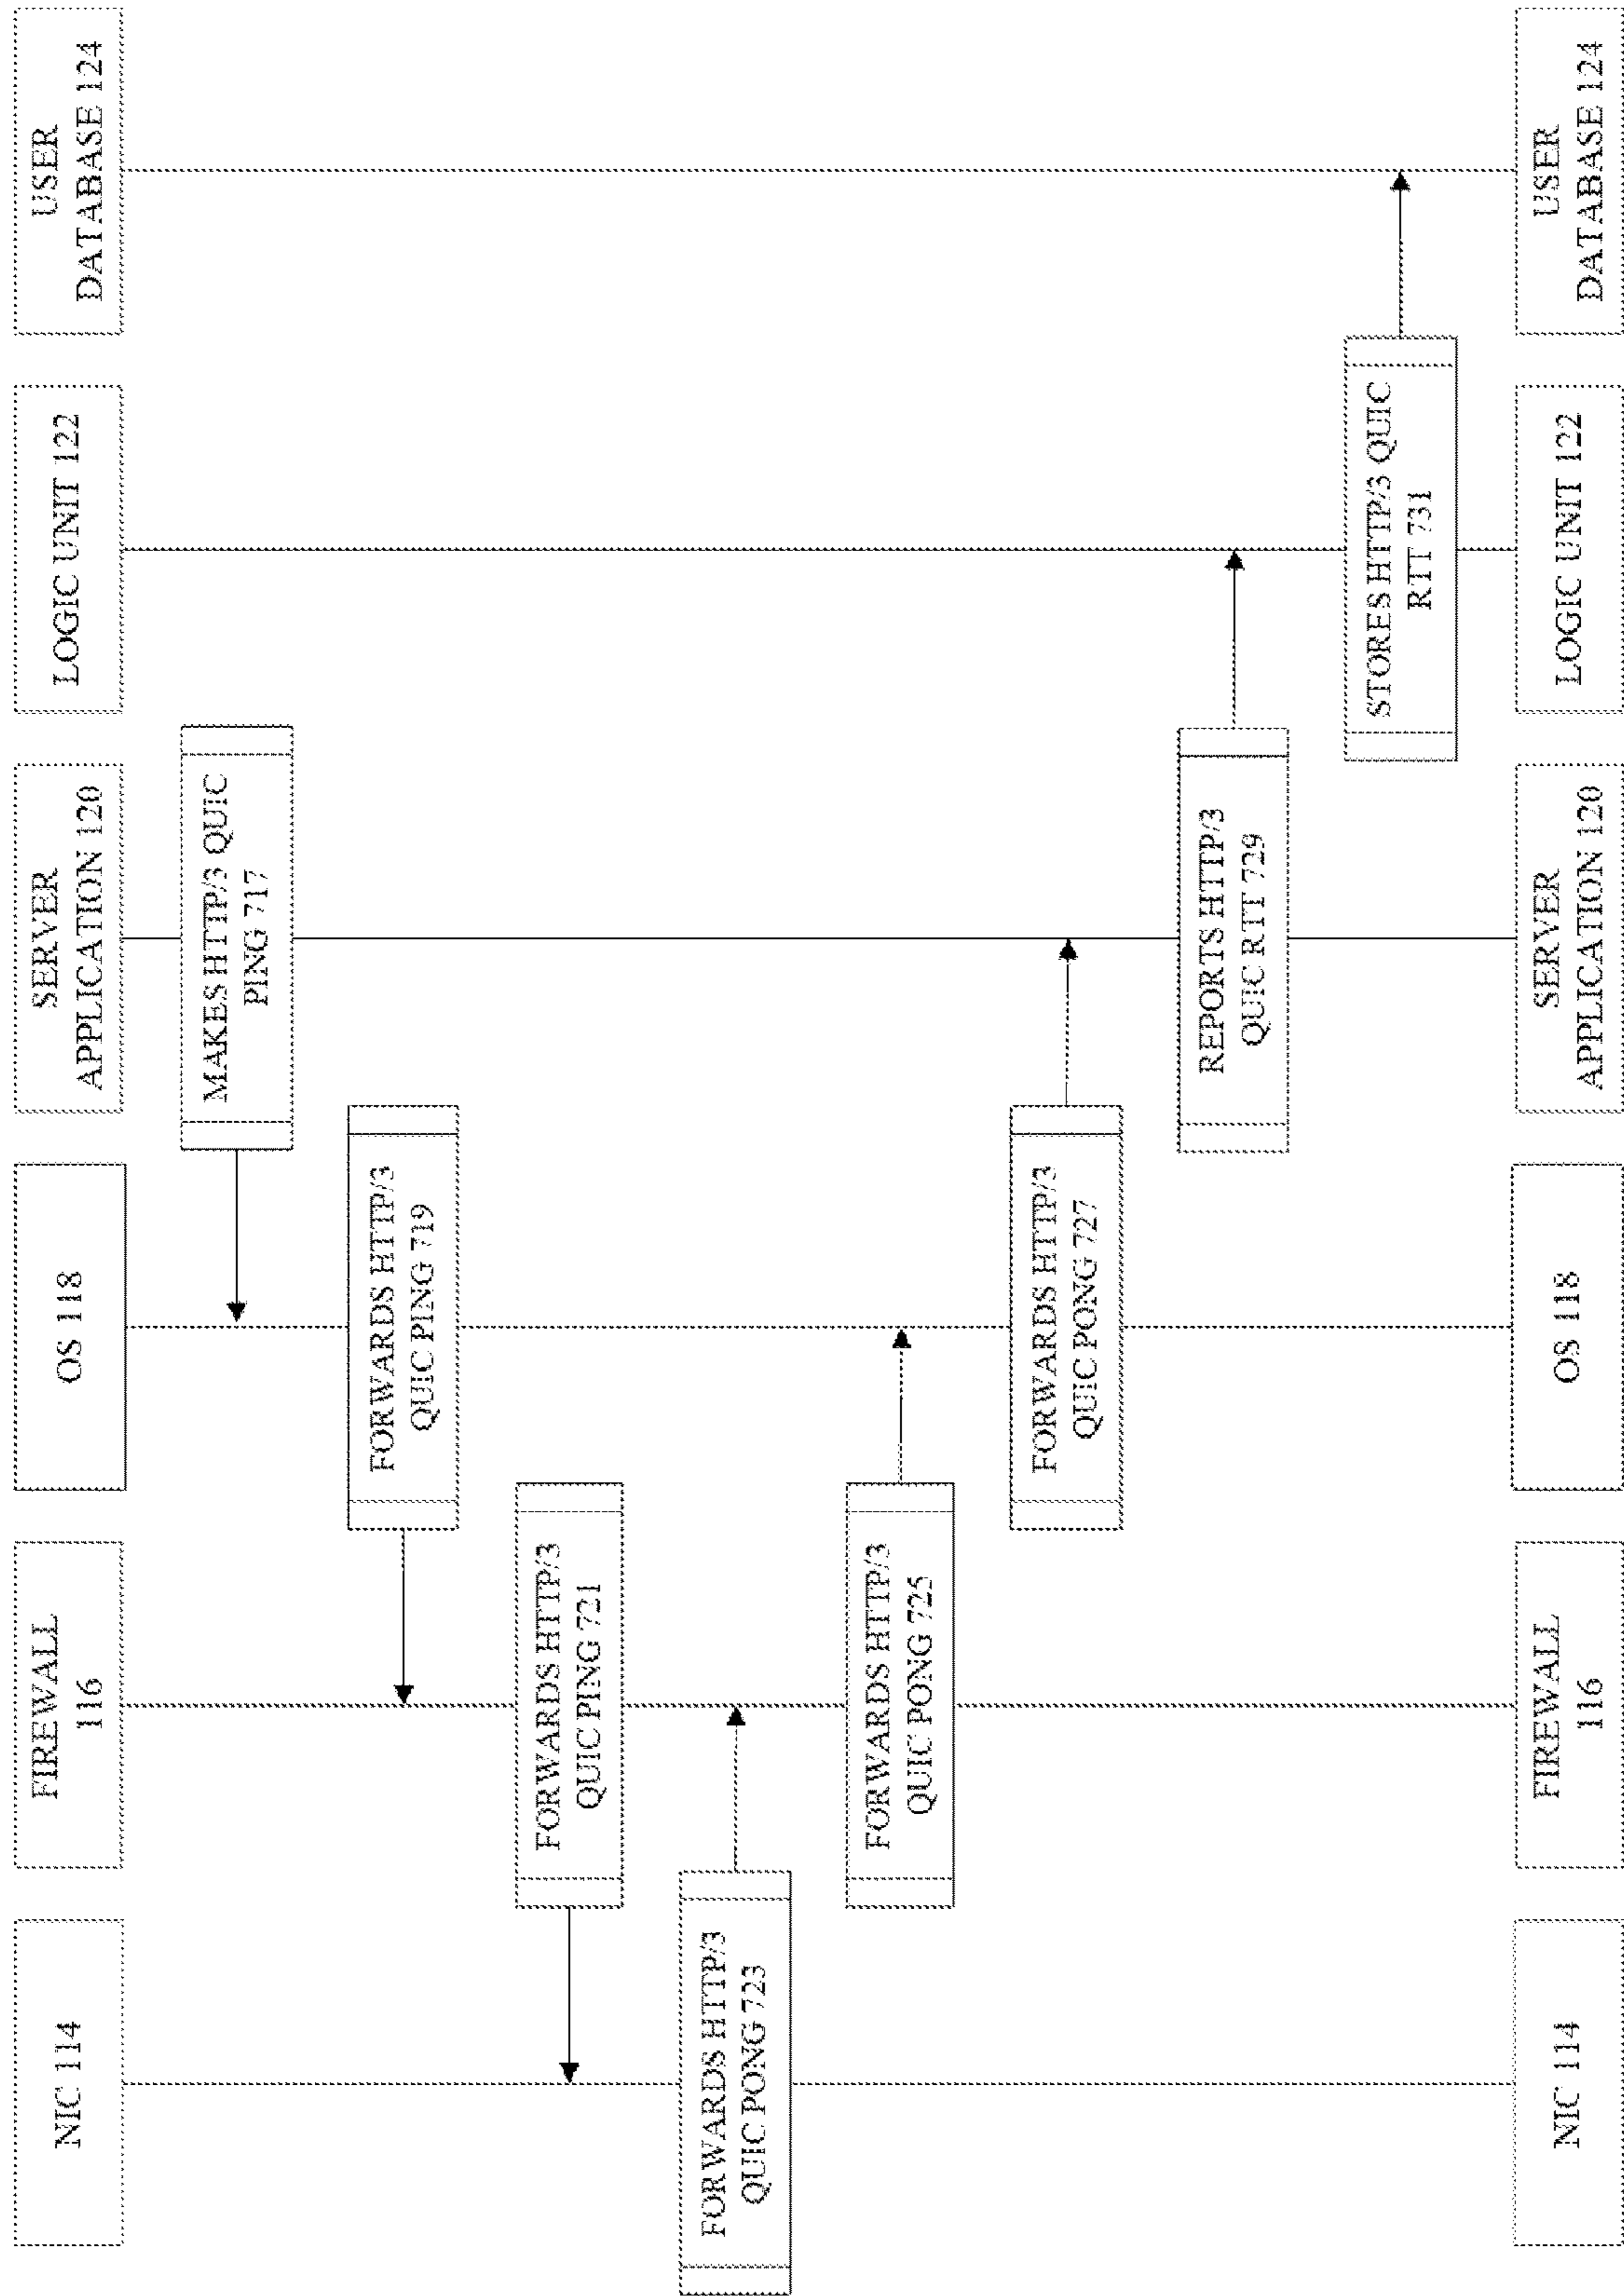 NIC 114
FIREWALL
116
OS 118
SERVER
APPLICATION 120
LOGIC UNIT 122
USER
DATABASE 124
MAKES HTTP/3 QUIC
PING 717
FORWARDS HTTP/3
QUIC PING 719
FORWARDS HTTP/3
QUIC PING 721
FORWARDS HTTP/3
QUIC PONG 723
FORWARDS HTTP/3
QUIC PONG 725
FORWARDS HTTP/3
QUIC PONG 727
REPORTS HTTP/3
QUIC RTT 729
STORES HTTP/3 QUIC
RTT 731
NIC 114
FIREWALL
116
OS 118
SERVER
APPLICATION 120
LOGIC UNIT 122
USER
DATABASE 124